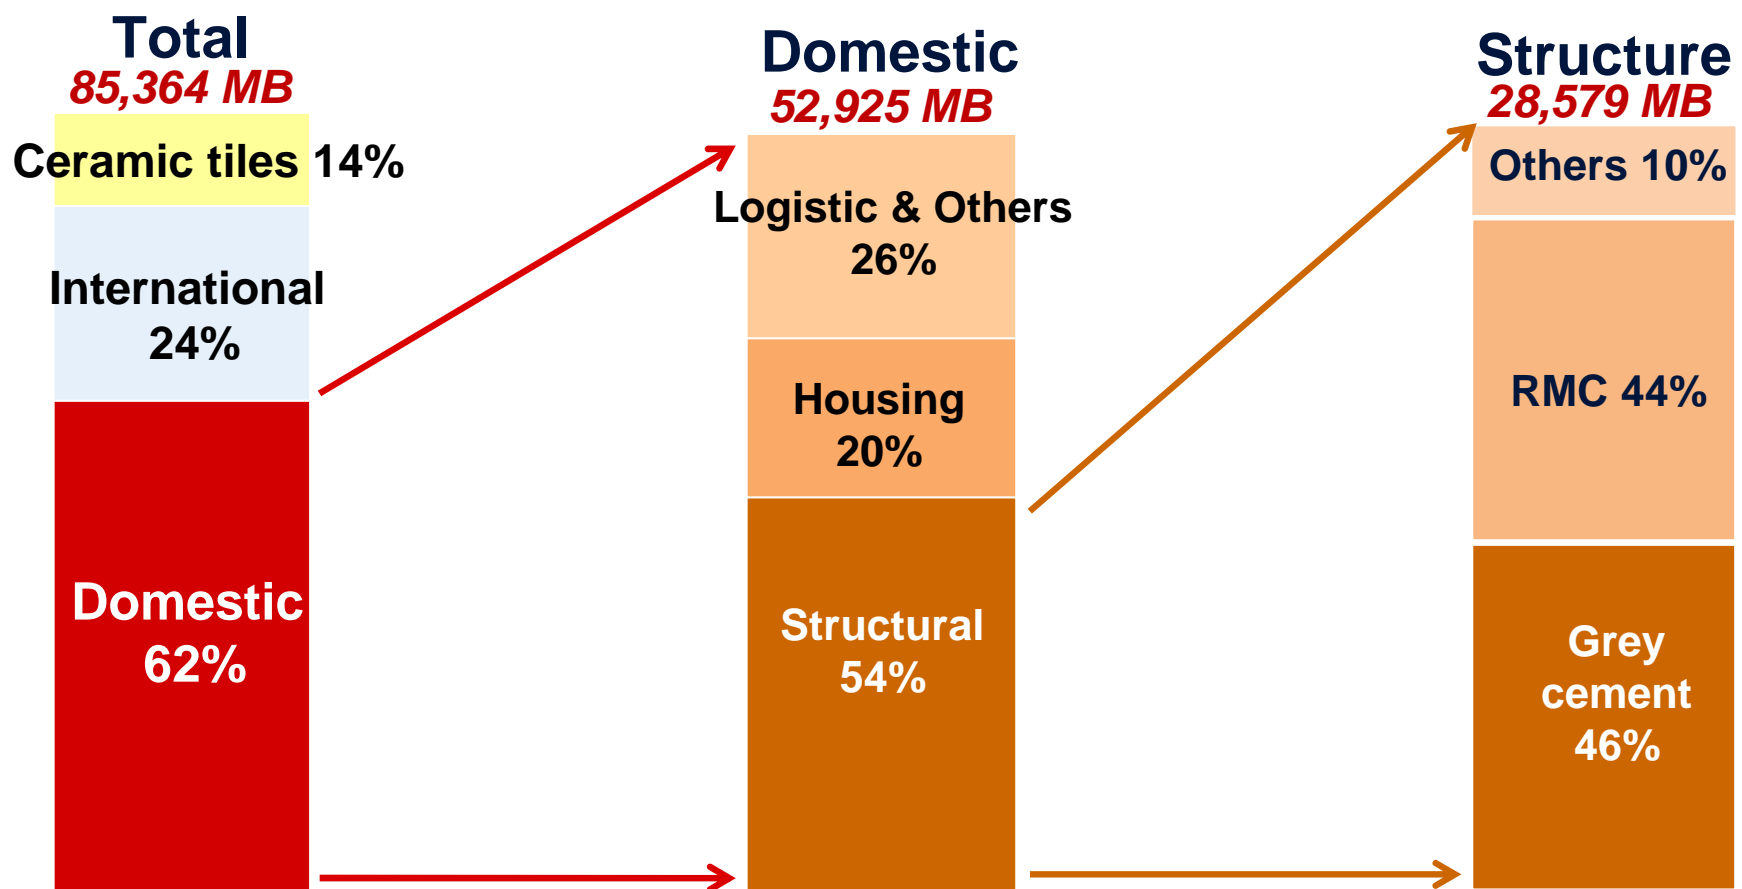 Total
85,364 MB
Ceramic tiles 14%
International
24%
Domestic
62%
Domestic
52,925 MB
Logistic & Others
26%
Housing
20%
Structural
54%
Structure
28,579 MB
Others 10%
RMC 44%
Grey
cement
46%